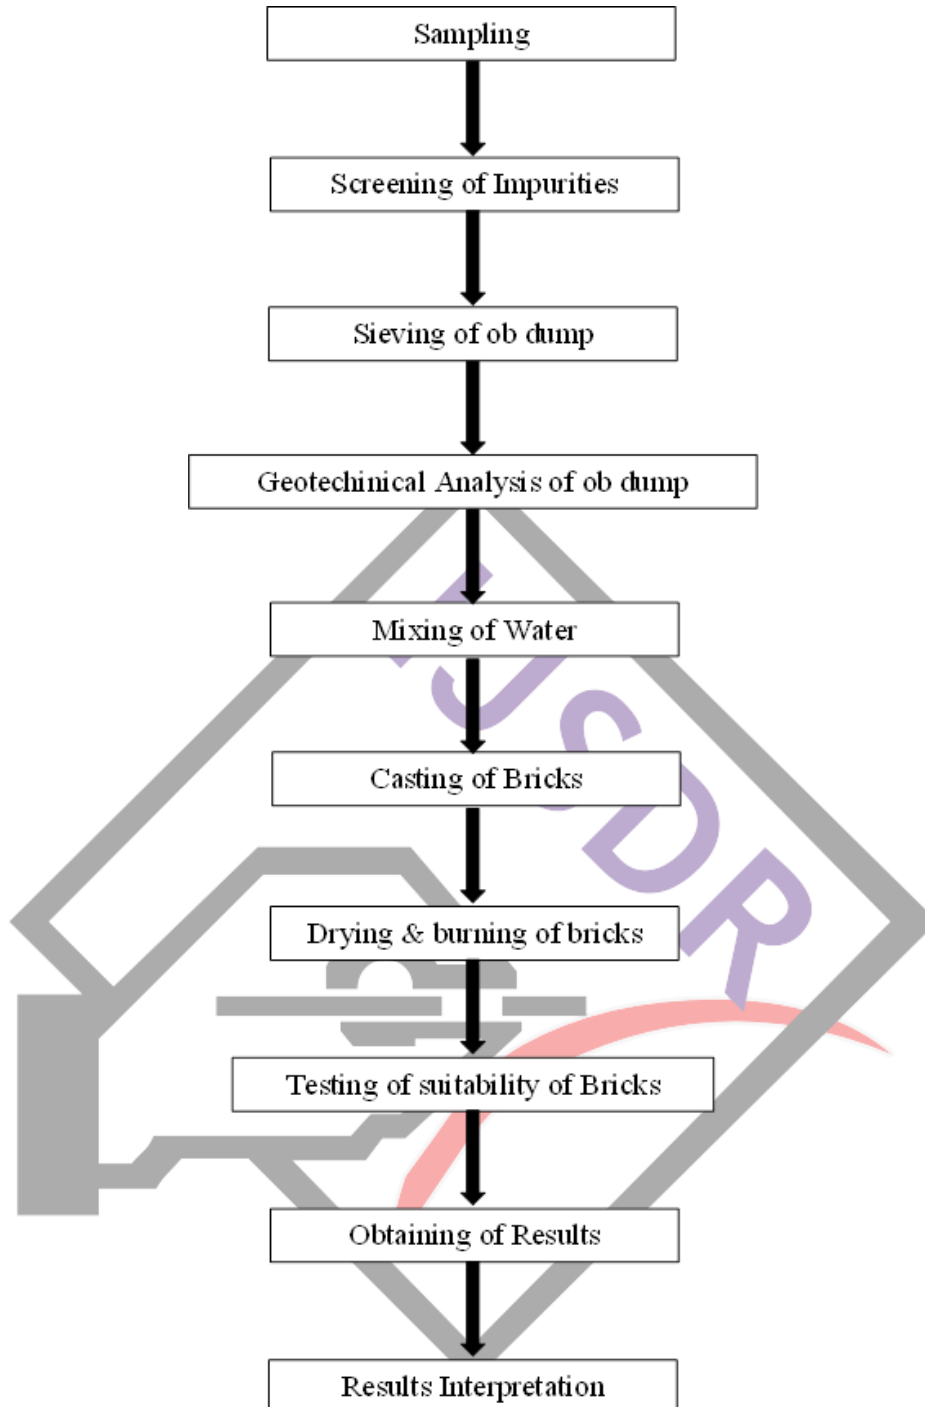 Sampling
Screening of Impurities
Sieving of ob dump
Geotechinical Analysis of ob dump
Mixing of Water
IJSDR
Casting of Bricks
Drying & burning of bricks
Testing of suitability of Bricks
Obtaining of Results
Results Interpretation